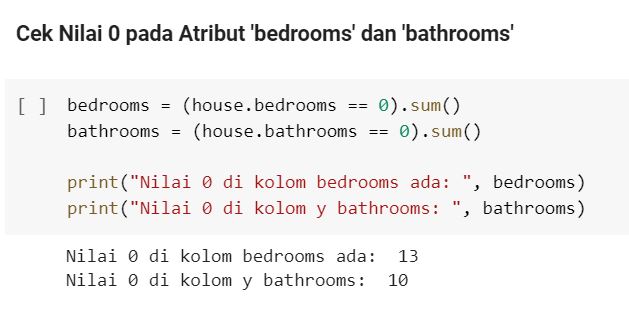 Cek Nilai 0 pada Atribut 'bedrooms' dan 'bathrooms'
[ ] bedrooms = (house.bedrooms == 0).sum()
bathrooms = (house.bathrooms == 0).sum()
print("Nilai 0 di kolom bedrooms ada: ", bedrooms)
print("Nilai 0 di kolom y bathrooms: ", bathrooms)
Nilai 0 di kolom bedrooms ada:  13
Nilai 0 di kolom y bathrooms:  10